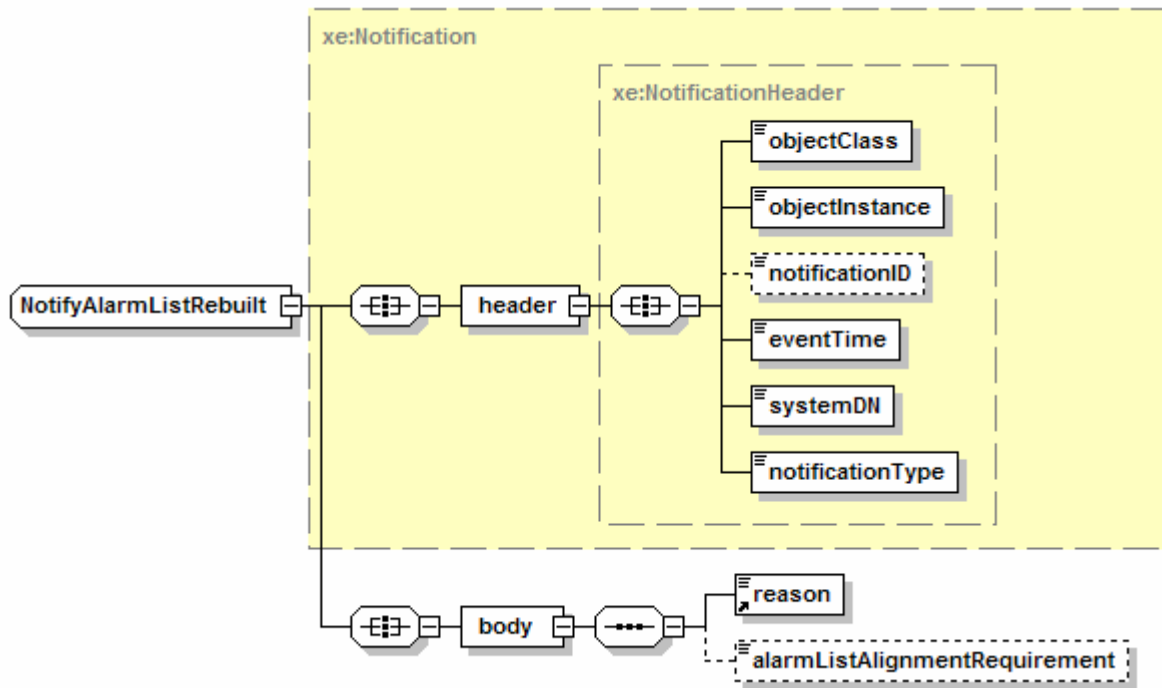 xe:Notification
xe:NotificationHeader
objectClass
objectInstance
notificationID
NotifyAlarmListRebuilt
header
eventTime
systemDN
notificationType
reason
body
alarmListAlignmentRequirement